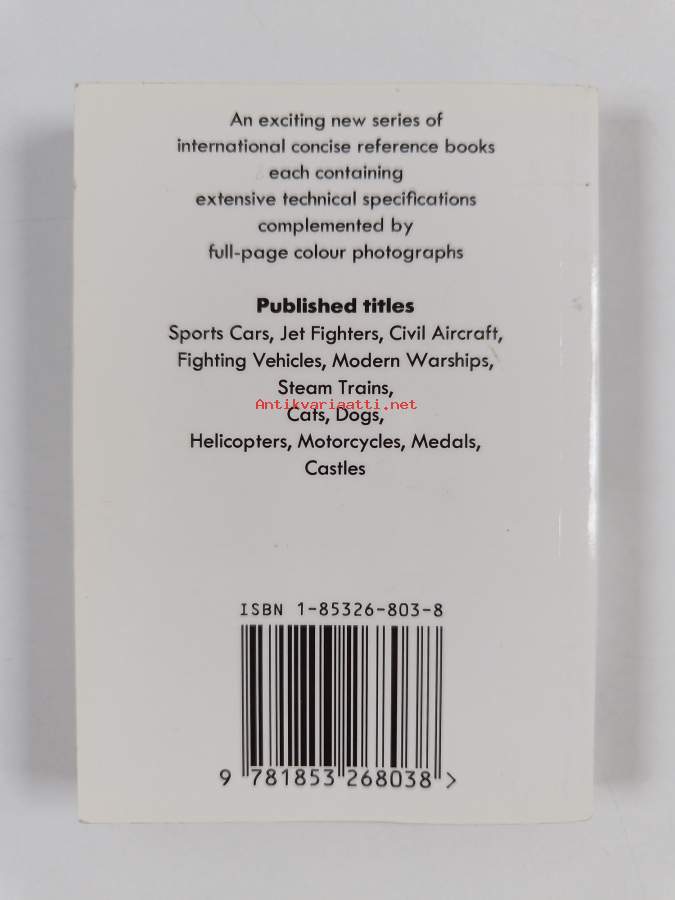 An exciting new series of
international concise reference books
each containing
extensive technical specifications
complemented by
full-page colour photographs
Published titles
Sports Cars, Jet Fighters, Civil Aircraft,
Fighting Vehicles, Modern Warships,
Steam Trains,
Antikvariaatti.net
Cats, Dogs,
Helicopters, Motorcycles, Medals,
Castles
ISBN 1-85326-803-8
9 781853 268038 >